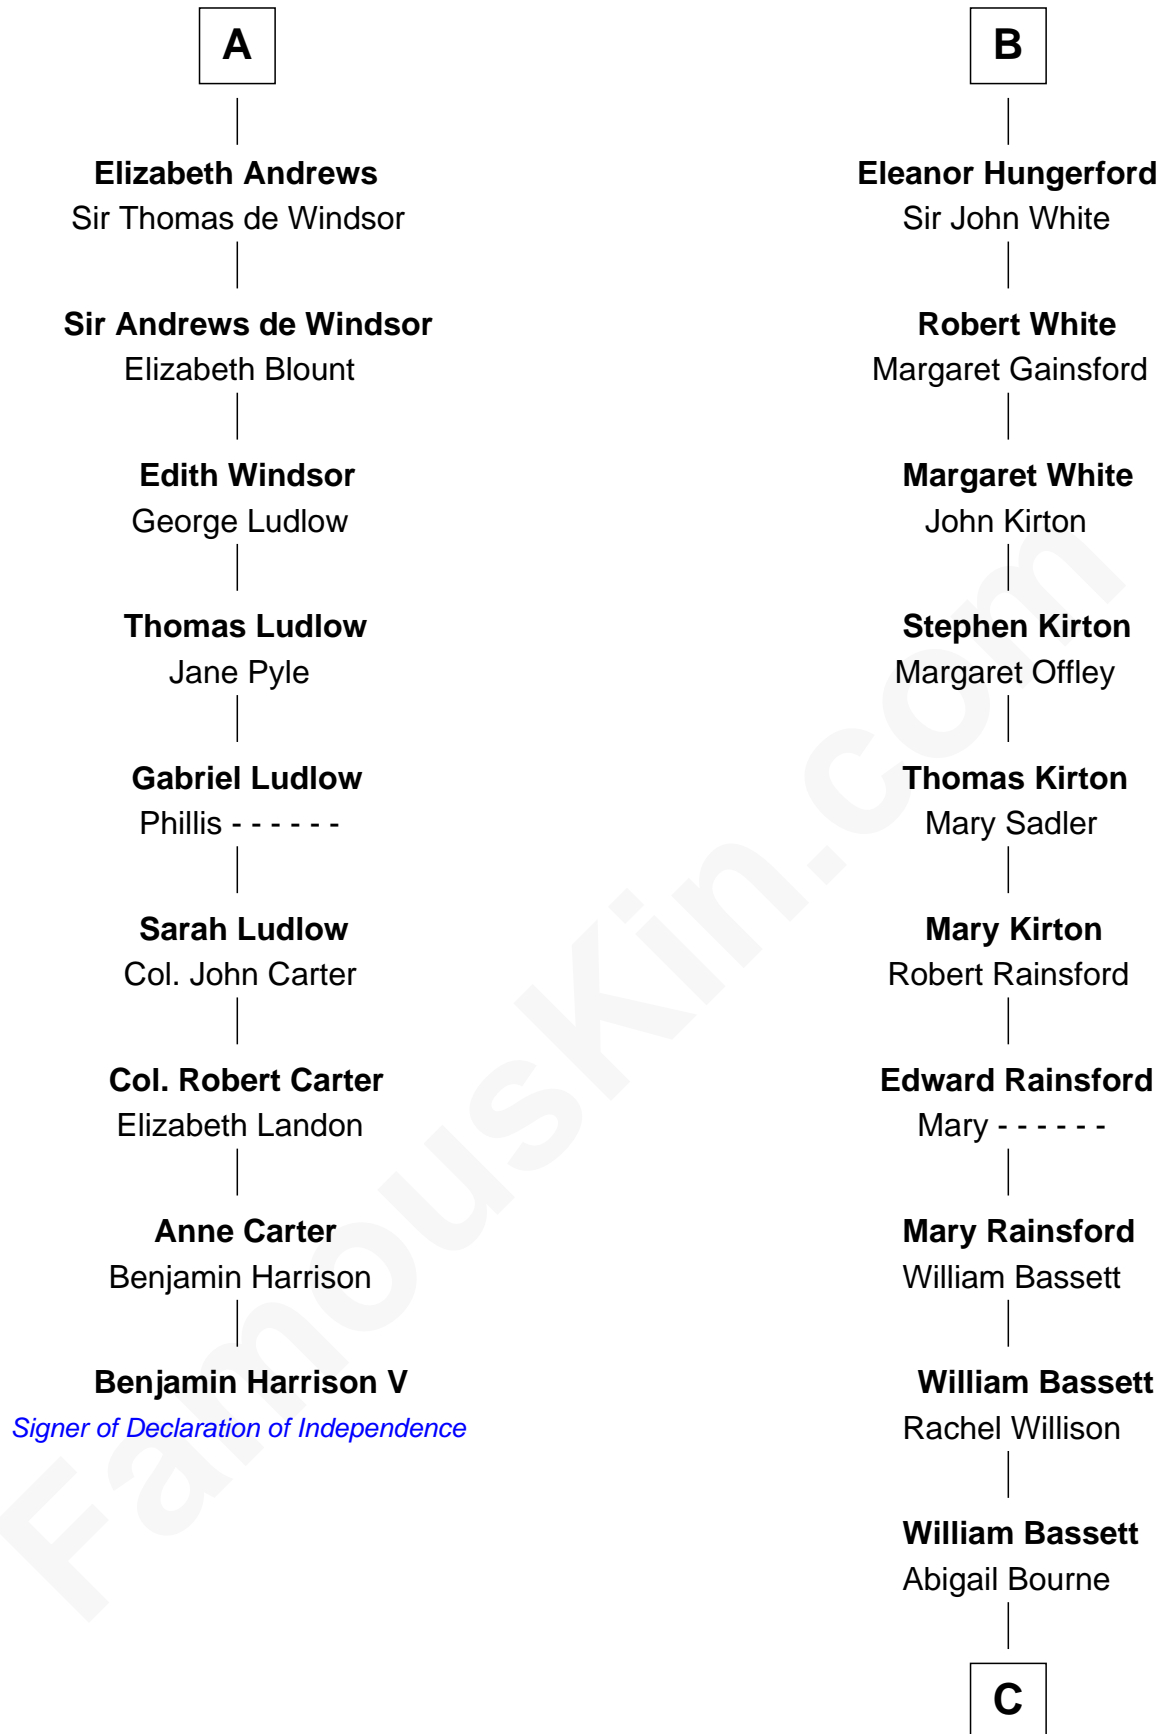 A
Elizabeth Andrews
Sir Thomas de Windsor
Sir Andrews de Windsor
Elizabeth Blount
Edith Windsor
George Ludlow
Thomas Ludlow
Jane Pyle
Gabriel Ludlow
Phillis - - - - - -
Sarah Ludlow
Col. John Carter
Col. Robert Carter
Elizabeth Landon
Anne Carter
Benjamin Harrison
Benjamin Harrison V
Signer of Declaration of Independence
B
Eleanor Hungerford
Sir John White
Robert White
Margaret Gainsford
Margaret White
John Kirton
Stephen Kirton
Margaret Offley
Thomas Kirton
Mary Sadler
Mary Kirton
Robert Rainsford
Edward Rainsford
Mary - - - - - -
Mary Rainsford
William Bassett
William Bassett
Rachel Willison
William Bassett
Abigail Bourne
C
FamousKin.com